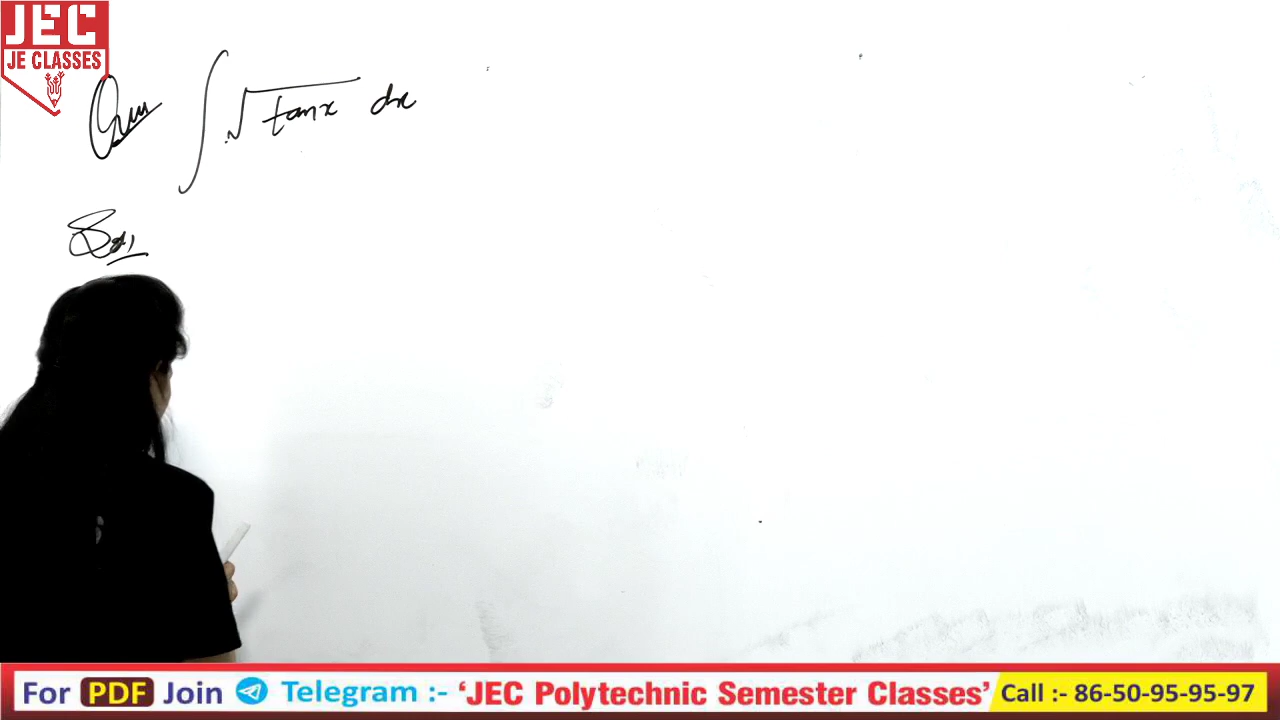 JEC
JE CLASSES
Que ∫ √tanx dx
Sol
For PDF Join Telegram :- ‘JEC Polytechnic Semester Classes’ Call :- 86-50-95-95-97